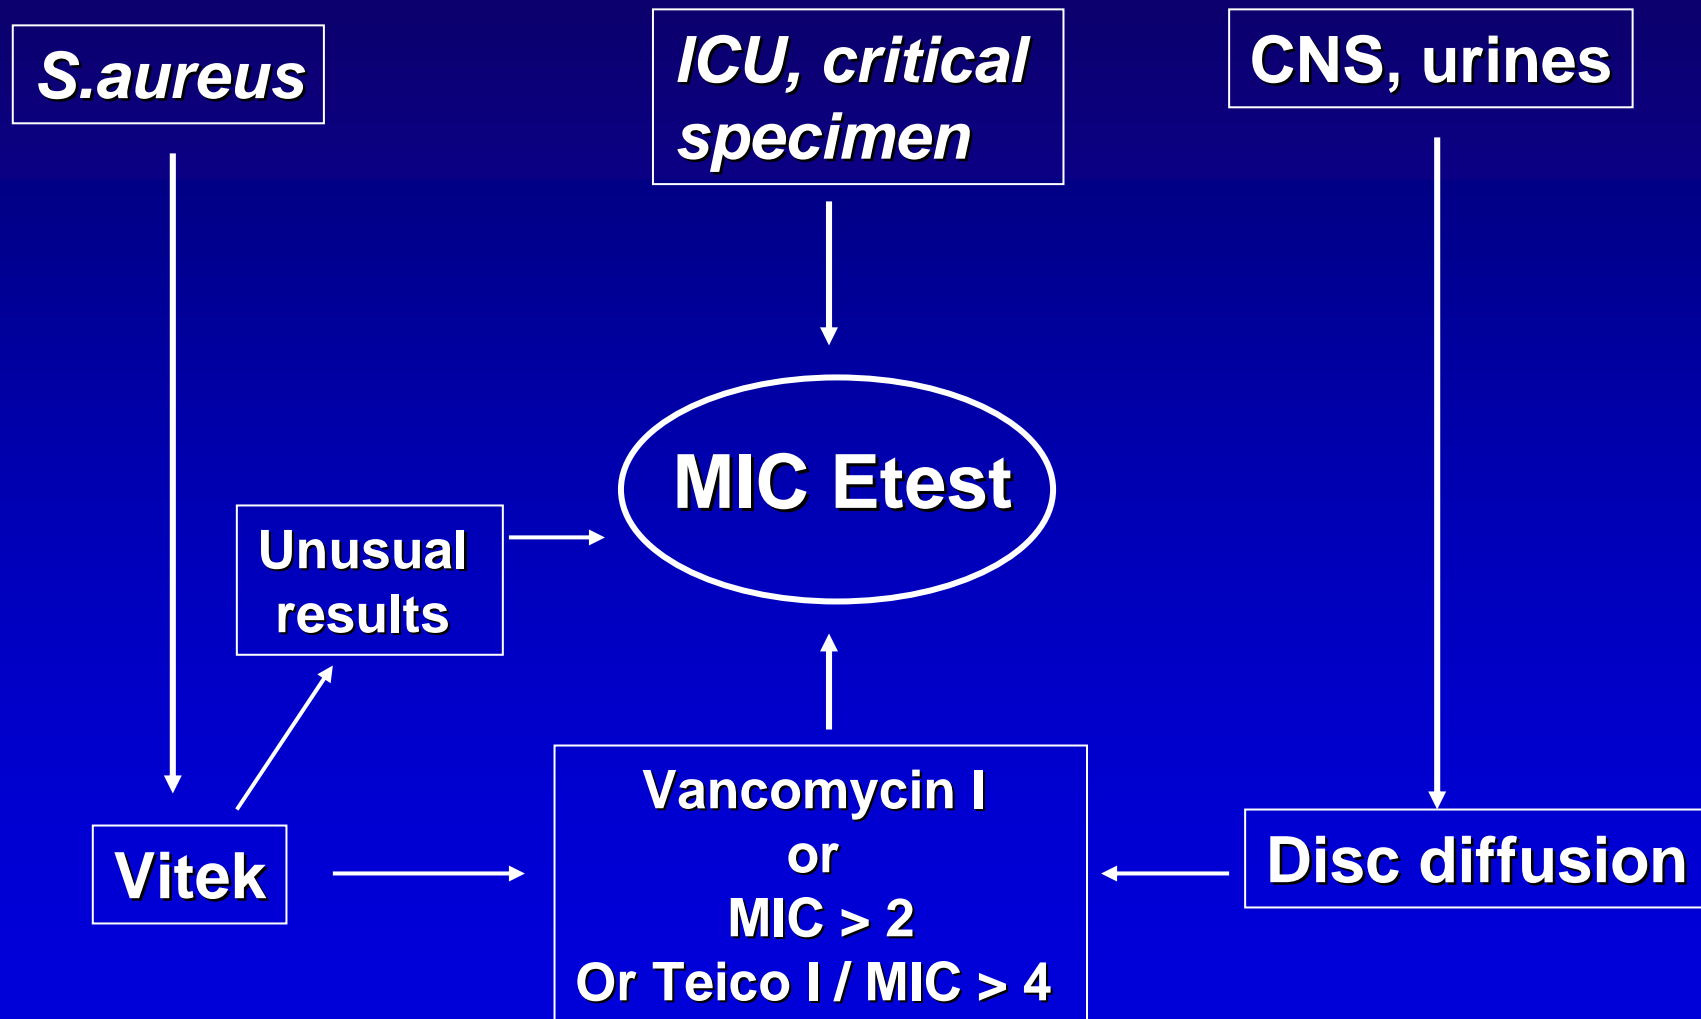 S.aureus
ICU, critical
specimen
CNS, urines
MIC Etest
Unusual
results
Vitek
Vancomycin I
or
MIC > 2
Or Teico I / MIC > 4
Disc diffusion